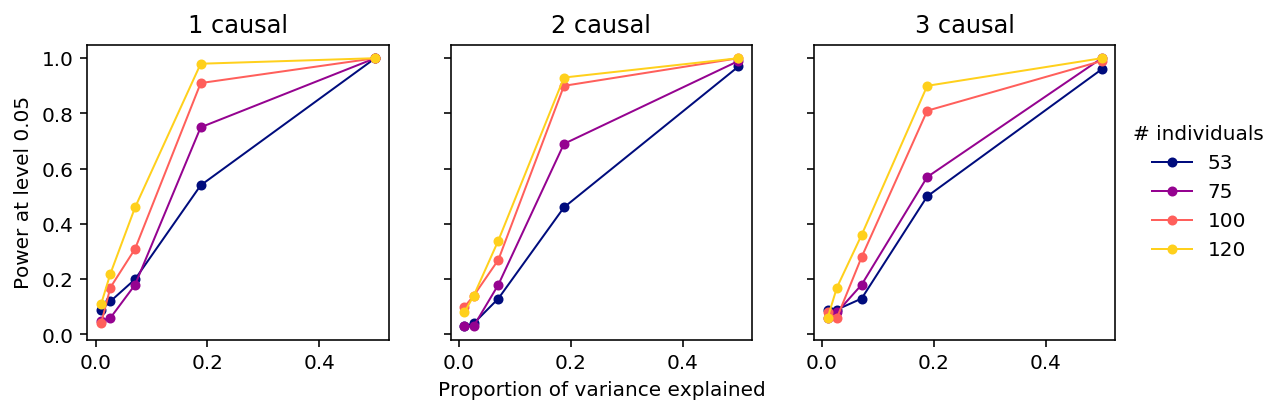 1 causal
2 causal
3 causal
Power at level 0.05
1.0
0.8
0.6
0.4
0.2
0.0
0.0 0.2 0.4
0.0 0.2 0.4
0.0 0.2 0.4
Proportion of variance explained
# individuals
53
75
100
120